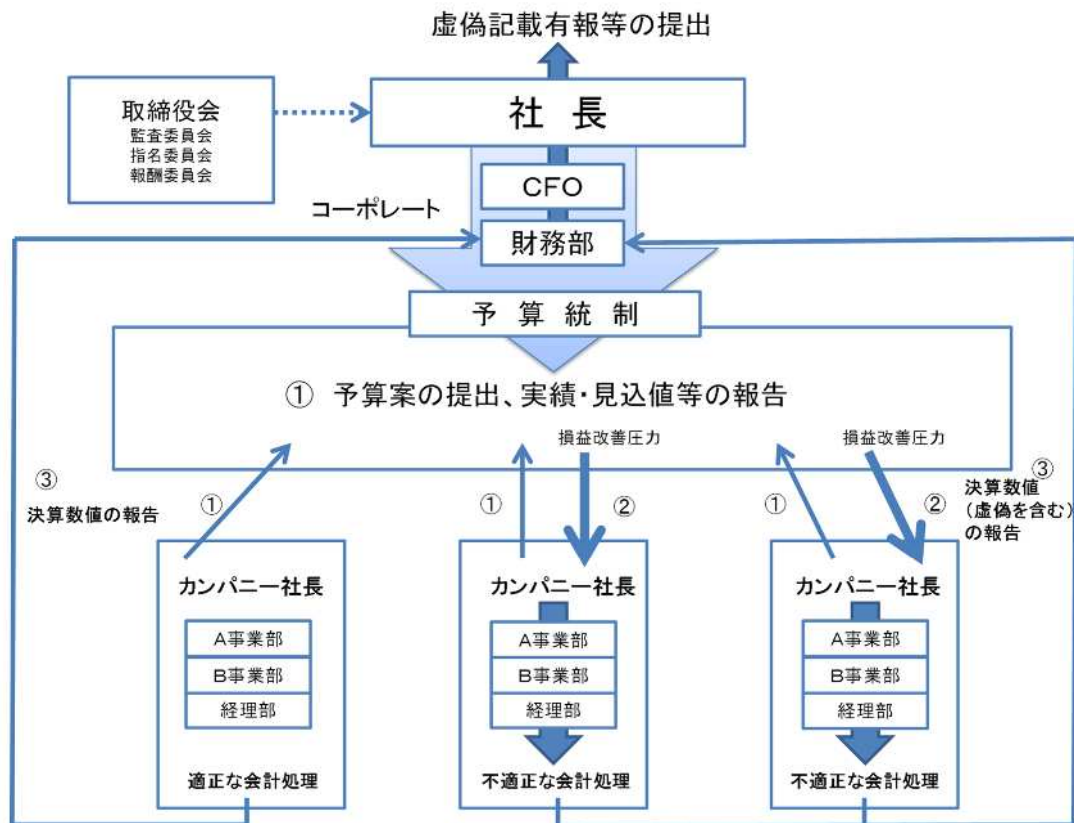 虚偽記載有報等の提出
取締役会
監査委員会
指名委員会
報酬委員会
社 長
CFO
コーポレート
財務部
予 算 統 制
① 予算案の提出、実績・見込値等の報告
損益改善圧力
損益改善圧力
③
決算数値の報告
①
①
②
①
②
③
決算数値
（虚偽を含む）
の報告
カンパニー社長
A事業部
B事業部
経理部
適正な会計処理
カンパニー社長
A事業部
B事業部
経理部
不適正な会計処理
カンパニー社長
A事業部
B事業部
経理部
不適正な会計処理